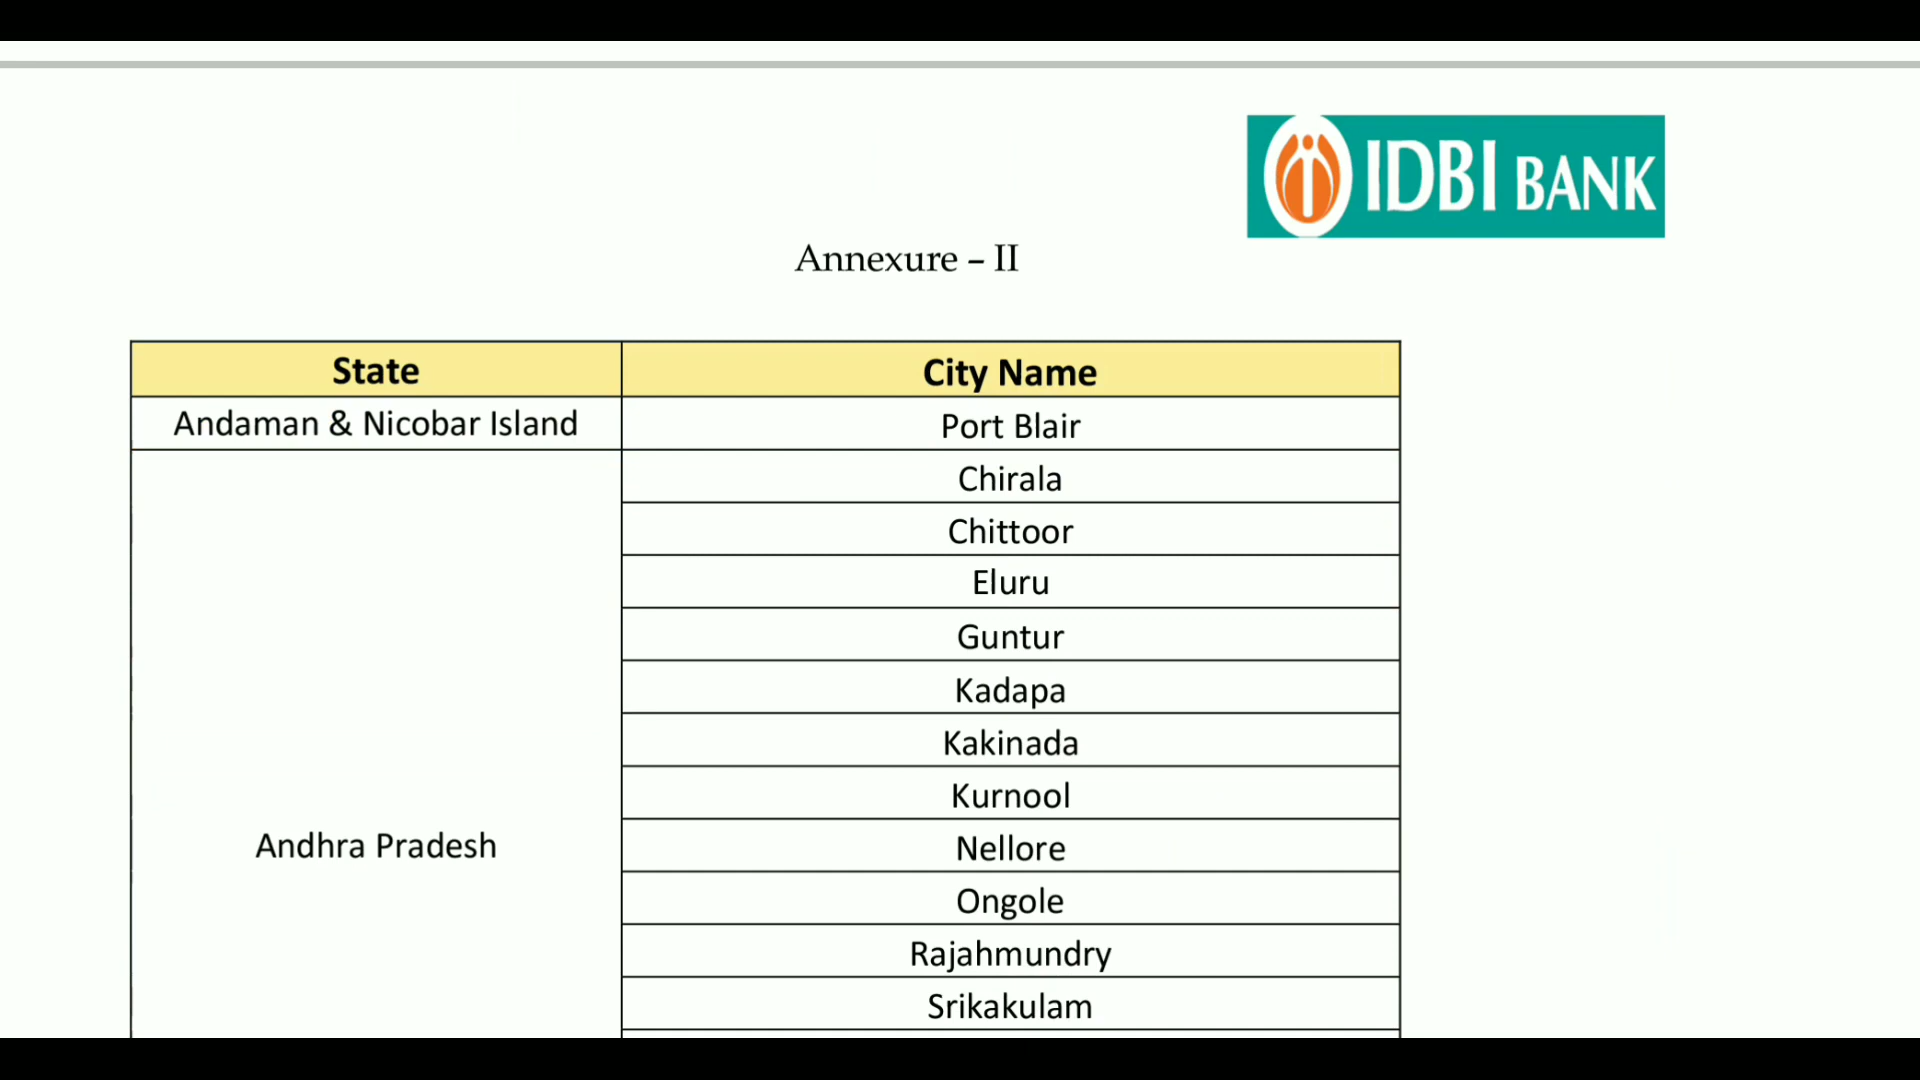 IDBI BANK
Annexure – II
State
City Name
Andaman & Nicobar Island
Port Blair
Andhra Pradesh
Chirala
Chittoor
Eluru
Guntur
Kadapa
Kakinada
Kurnool
Nellore
Ongole
Rajahmundry
Srikakulam